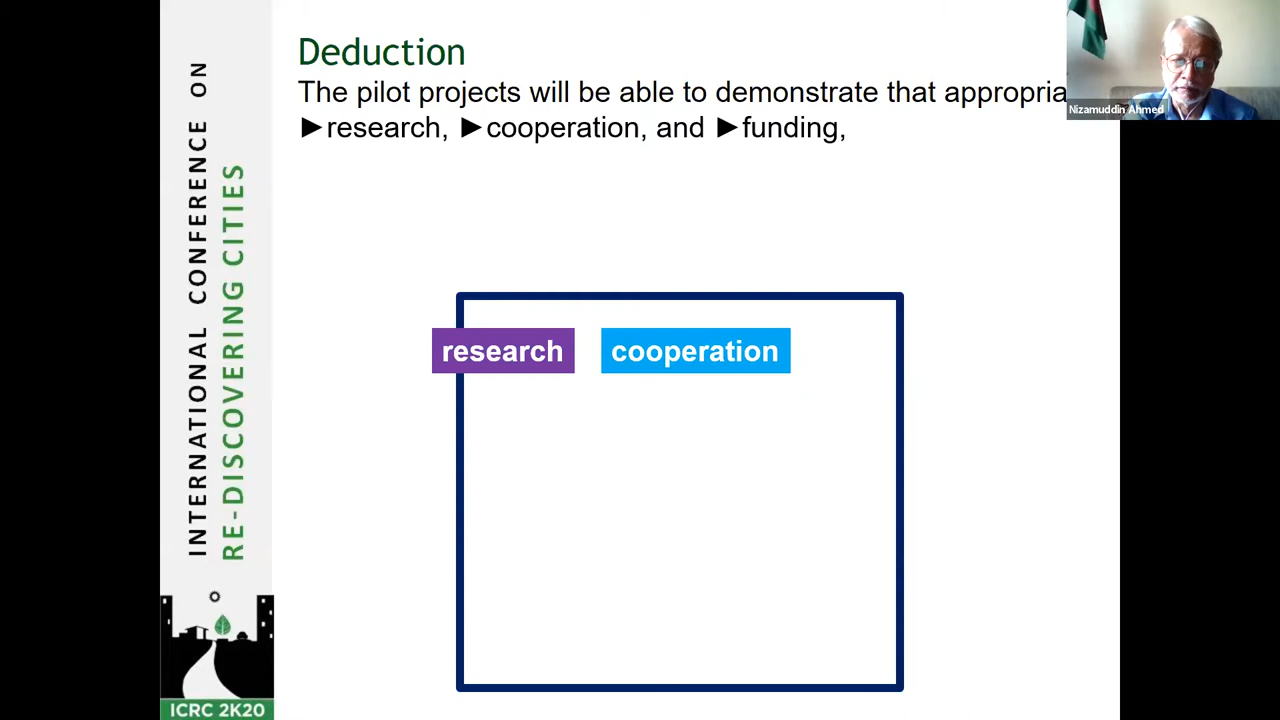 INTERNATIONAL CONFERENCE ON
RE-DISCOVERING CITIES
ICRC 2K20
Deduction
The pilot projects will be able to demonstrate that appropria
►research, ►cooperation, and ►funding,
research
cooperation
Nizamuddin Ahmed